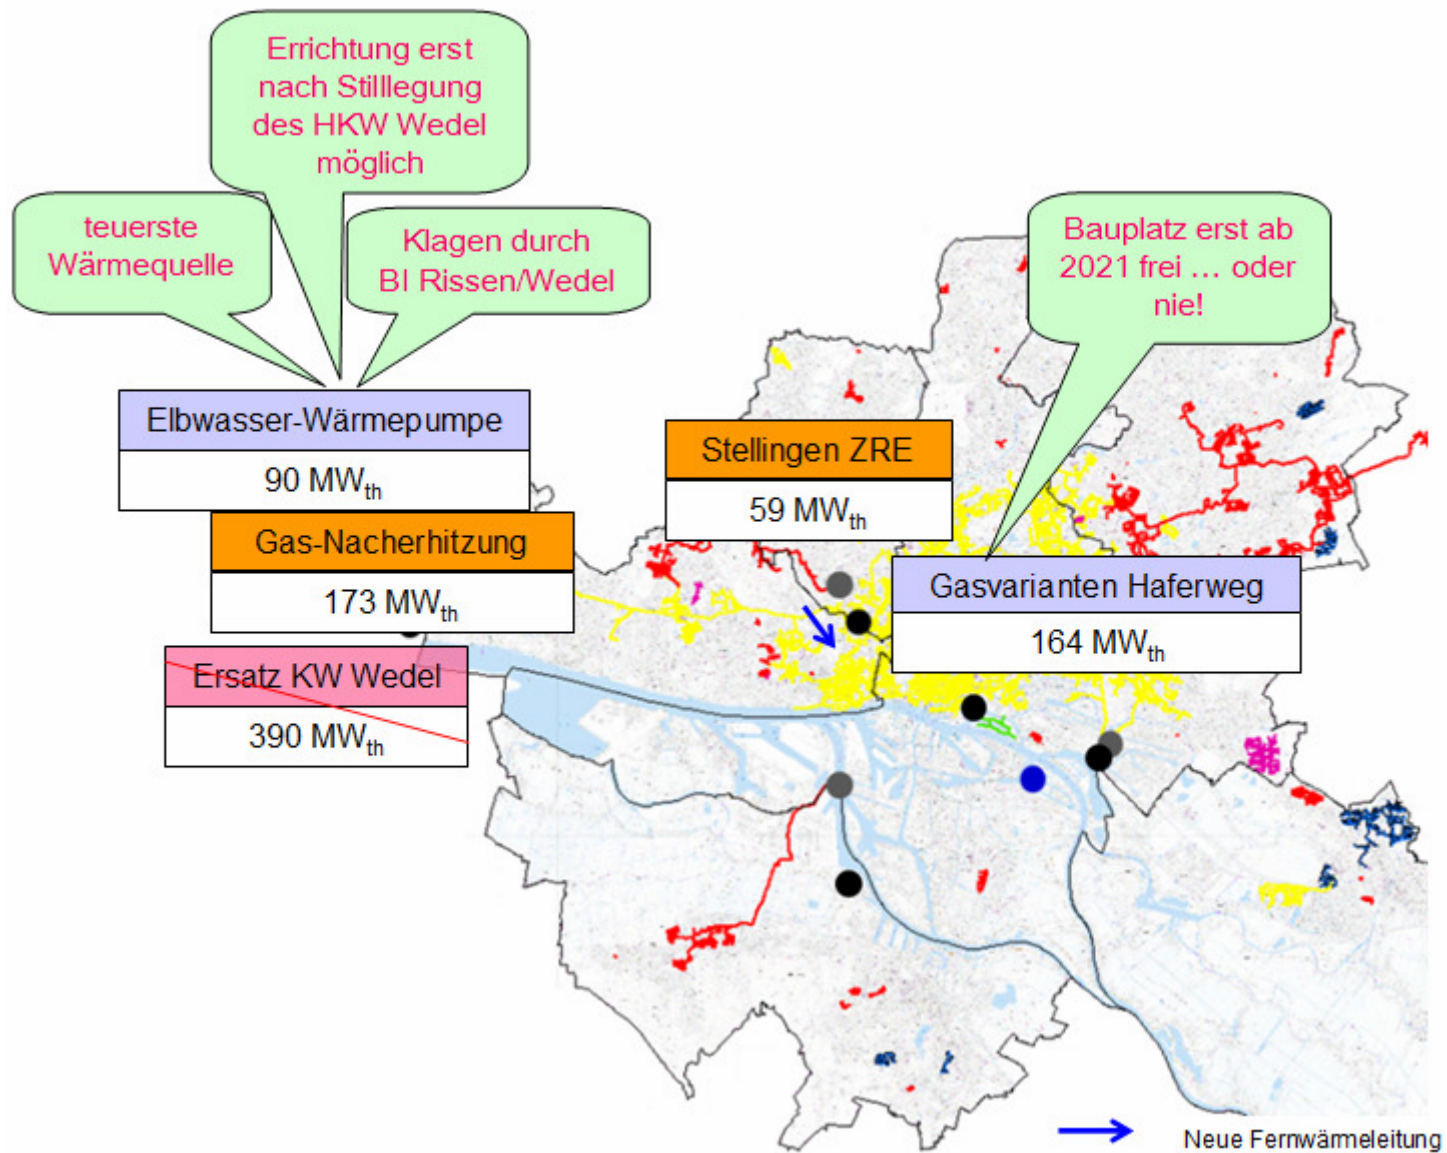 Errichtung erst
nach Stilllegung
des HKW Wedel
möglich
teuerste
Wärmequelle
Klagen durch
BI Rissen/Wedel
Bauplatz erst ab
2021 frei ... oder
nie!
Elbwasser-Wärmepumpe
90 MWth
Gas-Nacherhitzung
173 MWth
Ersatz KW Wedel
390 MWth
Stellingen ZRE
59 MWth
Gasvarianten Haferweg
164 MWth
Neue Fernwärmeleitung